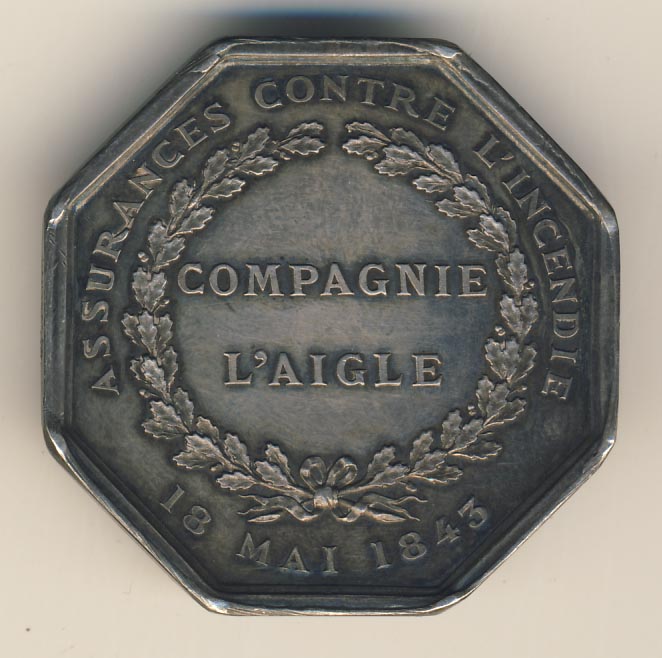 ASSURANCES CONTRE L'INCENDIE
COMPAGNIE
L'AIGLE
18 MAI 1843